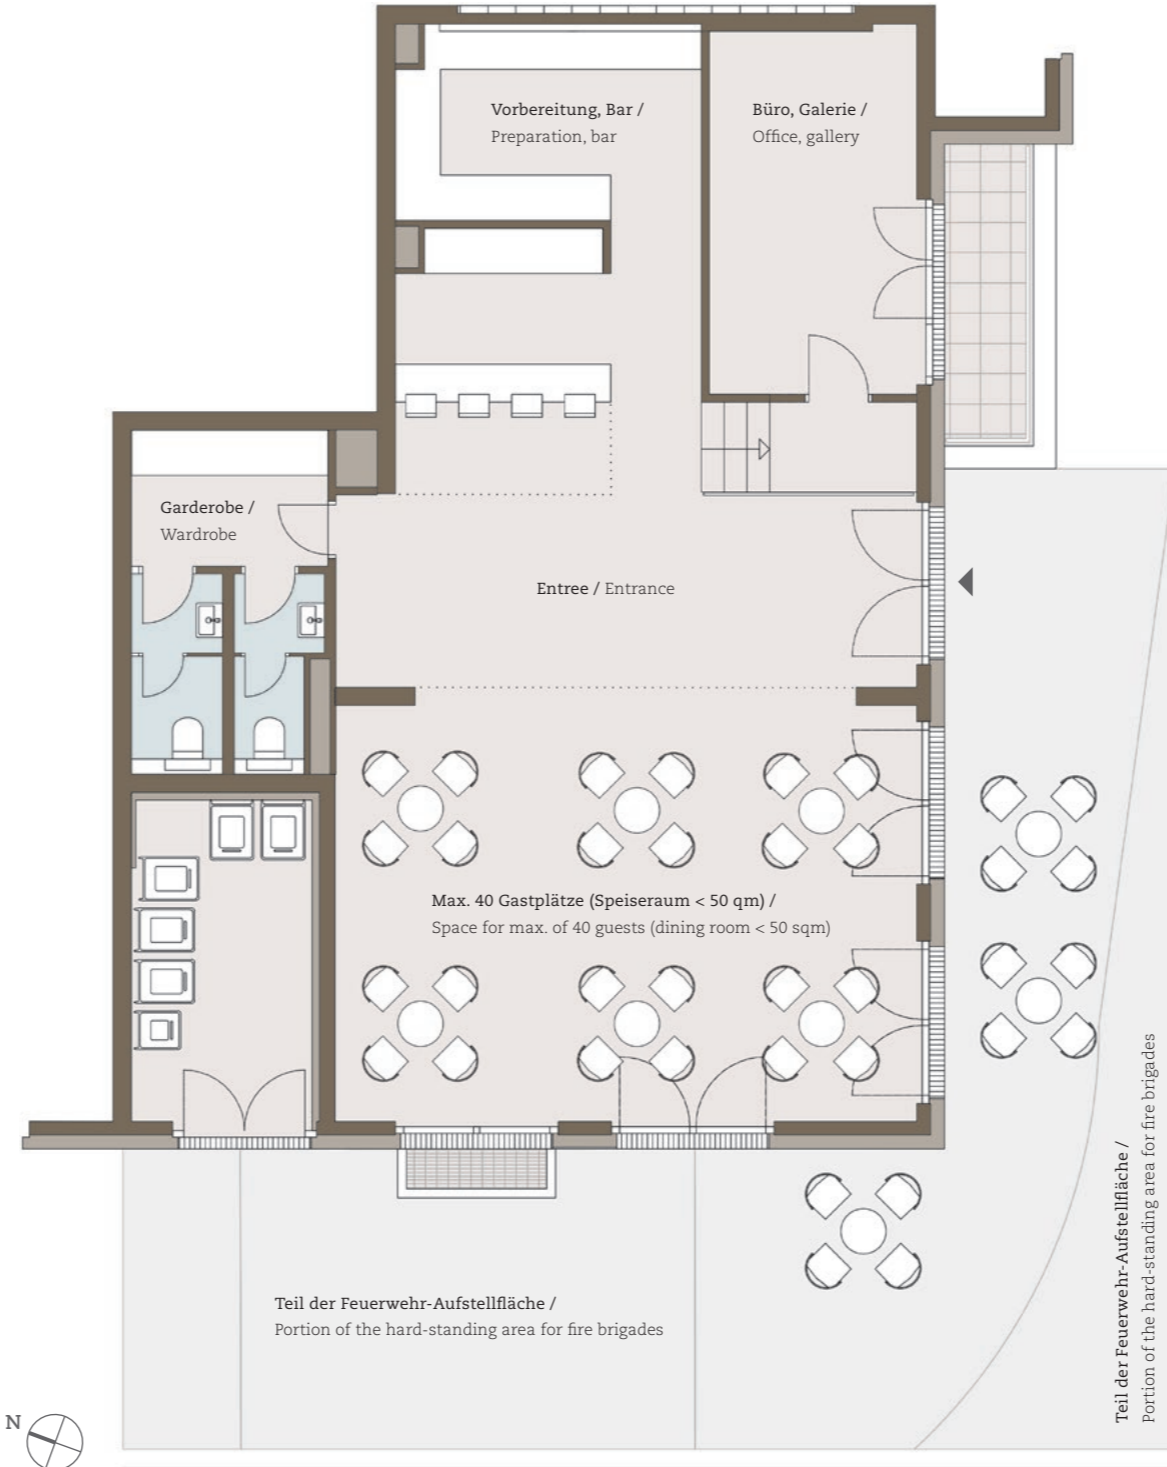 Vorbereitung, Bar /
Preparation, bar
Büro, Galerie /
Office, gallery
Garderobe /
Wardrobe
Entree / Entrance
Max. 40 Gastplätze (Speiseraum < 50 qm) /
Space for max. of 40 guests (dining room < 50 sqm)
Teil der Feuerwehr-Aufstellfläche /
Portion of the hard-standing area for fire brigades
Teil der Feuerwehr-Aufstellfläche /
Portion of the hard-standing area for fire brigades
N